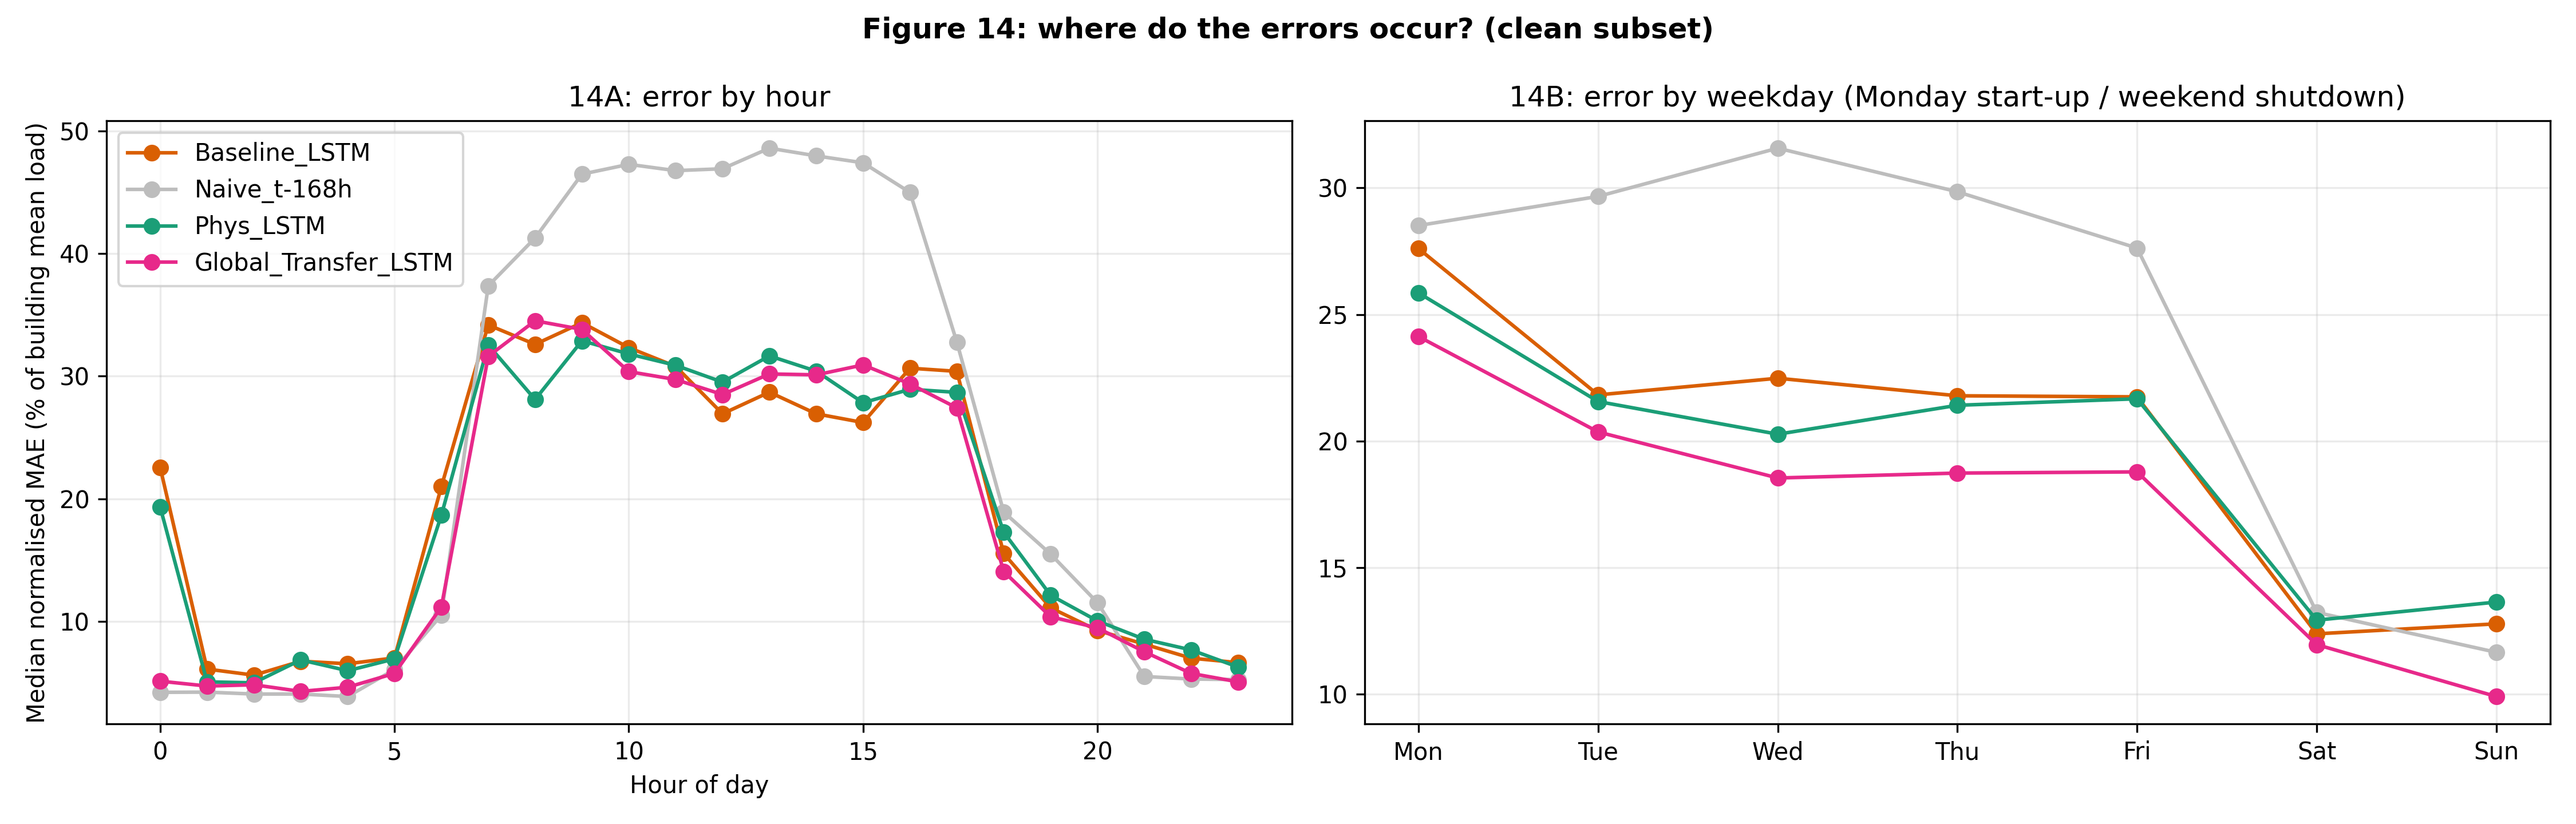 Figure 14: where do the errors occur? (clean subset)
14A: error by hour
Median normalised MAE (% of building mean load)
50
40
30
20
10
Baseline_LSTM
Naive_t-168h
Phys_LSTM
Global_Transfer_LSTM
0 5 10 15 20
Hour of day
14B: error by weekday (Monday start-up / weekend shutdown)
30
25
20
15
10
Mon Tue Wed Thu Fri Sat Sun